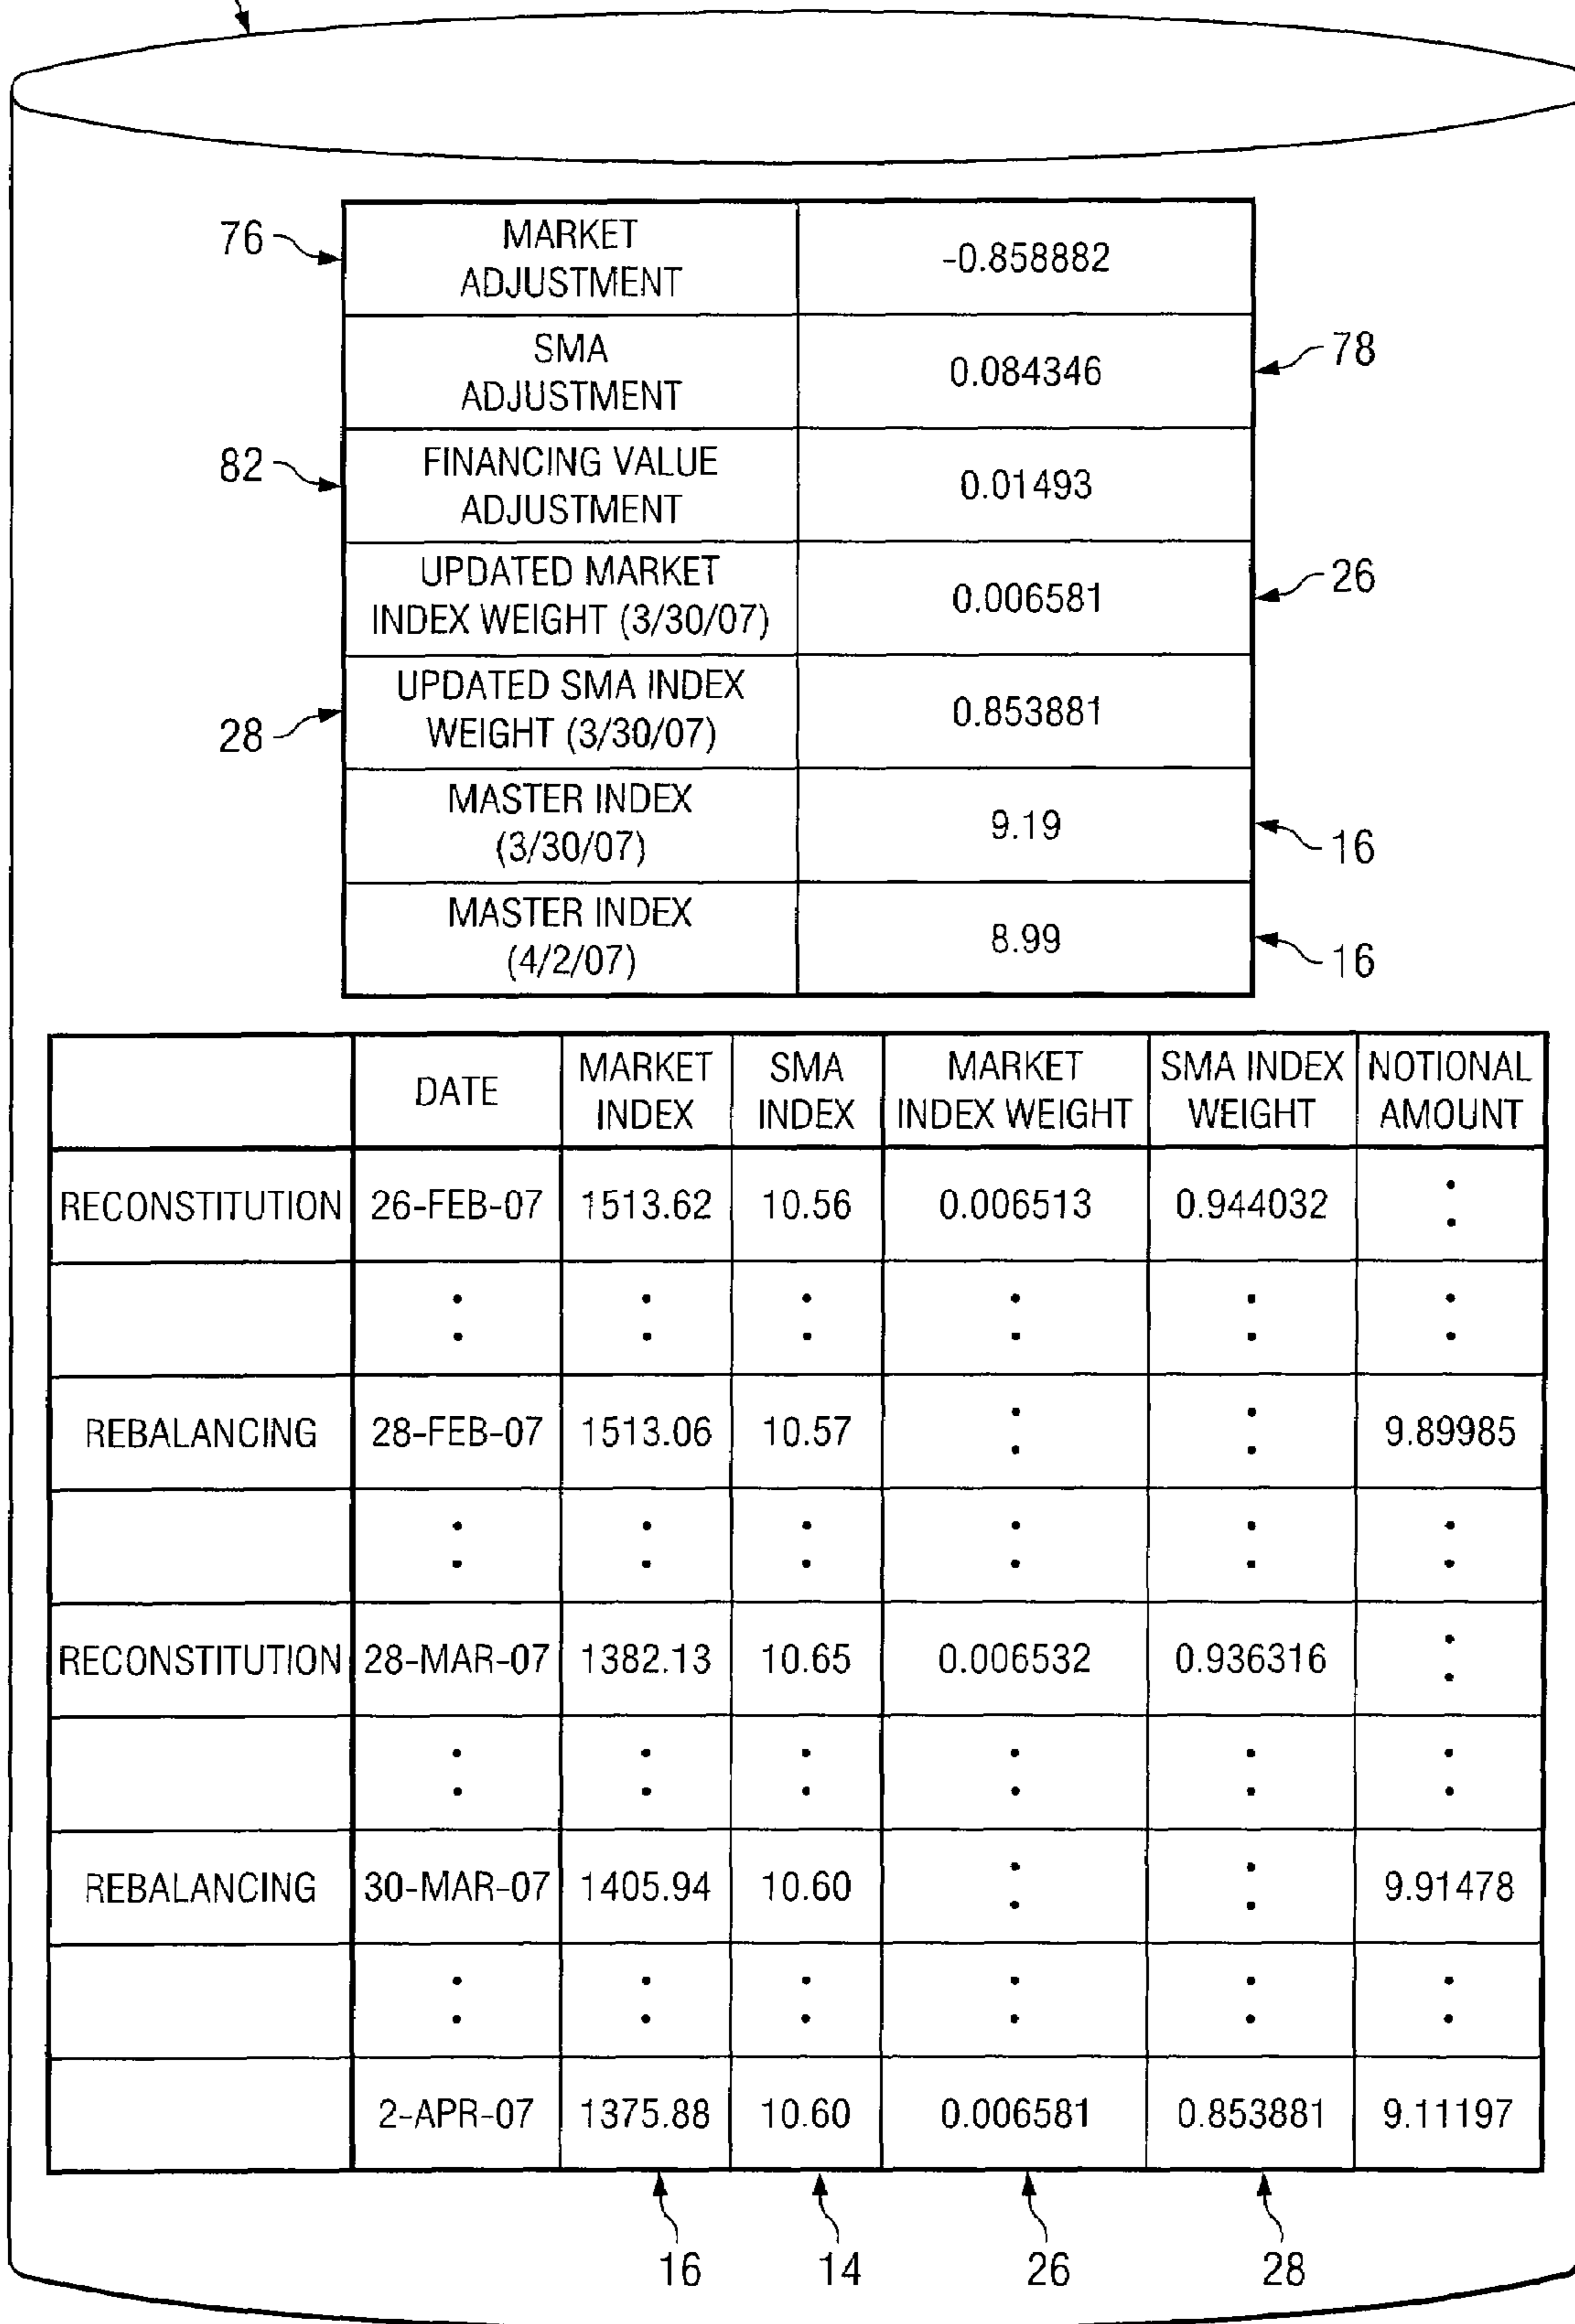 76
MARKET
ADJUSTMENT
-0.858882
SMA
ADJUSTMENT
0.084346
78
82
FINANCING VALUE
ADJUSTMENT
0.01493
UPDATED MARKET
INDEX WEIGHT (3/30/07)
0.006581
26
28
UPDATED SMA INDEX
WEIGHT (3/30/07)
0.853881
MASTER INDEX
(3/30/07)
9.19
16
MASTER INDEX
(4/2/07)
8.99
16
DATE
MARKET
INDEX
SMA
INDEX
MARKET
INDEX WEIGHT
SMA INDEX
WEIGHT
NOTIONAL
AMOUNT
RECONSTITUTION 26-FEB-07 1513.62 10.56 0.006513 0.944032
REBALANCING 28-FEB-07 1513.06 10.57 9.89985
RECONSTITUTION 28-MAR-07 1382.13 10.65 0.006532 0.936316
REBALANCING 30-MAR-07 1405.94 10.60 9.91478
2-APR-07 1375.88 10.60 0.006581 0.853881 9.11197
16 14 26 28